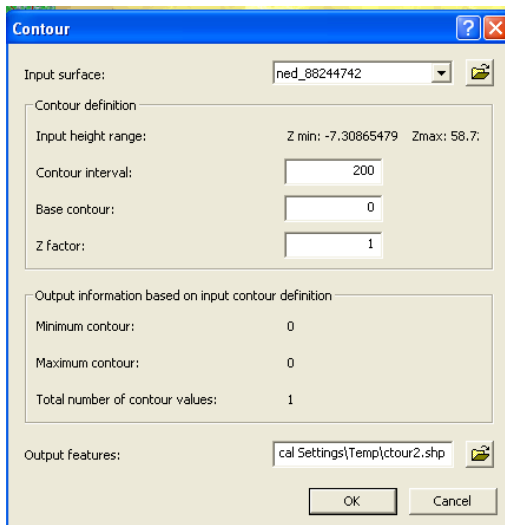 Contour
Input surface: ned_88244742
Contour definition
Input height range: Z min: -7.30865479 Zmax: 58.7
Contour interval: 200
Base contour: 0
Z factor: 1
Output information based on input contour definition
Minimum contour: 0
Maximum contour: 0
Total number of contour values: 1
Output features: cal Settings\Temp\ctour2.shp
OK Cancel